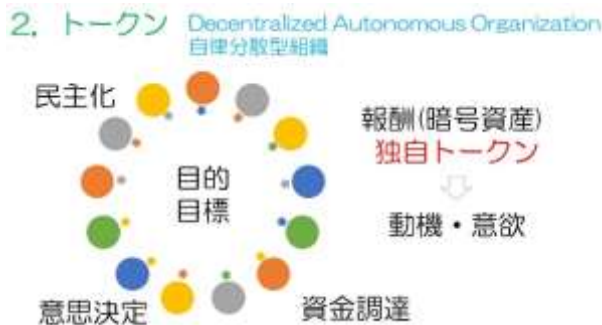 2. トークン Decentralized Autonomous Organization
自律分散型組織
民主化
報酬(暗号資産)
独自トークン
目的
目標
動機・意欲
意思決定
資金調達